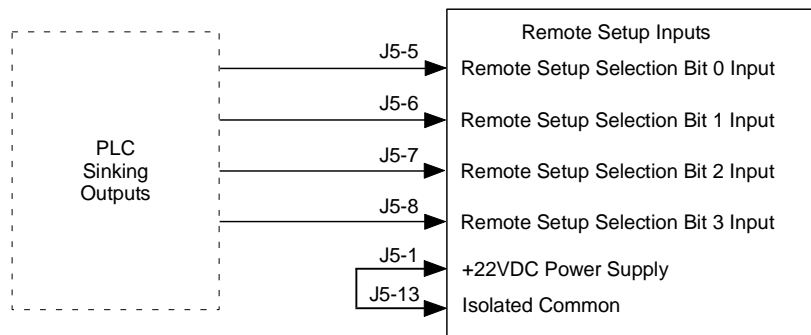 Remote Setup Inputs
J5-5
Remote Setup Selection Bit 0 Input
J5-6
Remote Setup Selection Bit 1 Input
PLC
Sinking
Outputs
J5-7
Remote Setup Selection Bit 2 Input
J5-8
Remote Setup Selection Bit 3 Input
J5-1
+22VDC Power Supply
J5-13
Isolated Common